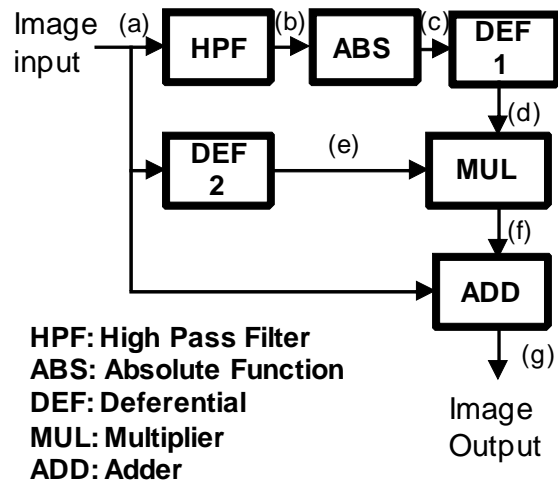 Image
input
(a)
HPF
(b)
ABS
(c)
DEF
1
(d)
DEF
2
(e)
MUL
(f)
ADD
(g)
Image
Output
HPF: High Pass Filter
ABS: Absolute Function
DEF: Deferential
MUL: Multiplier
ADD: Adder